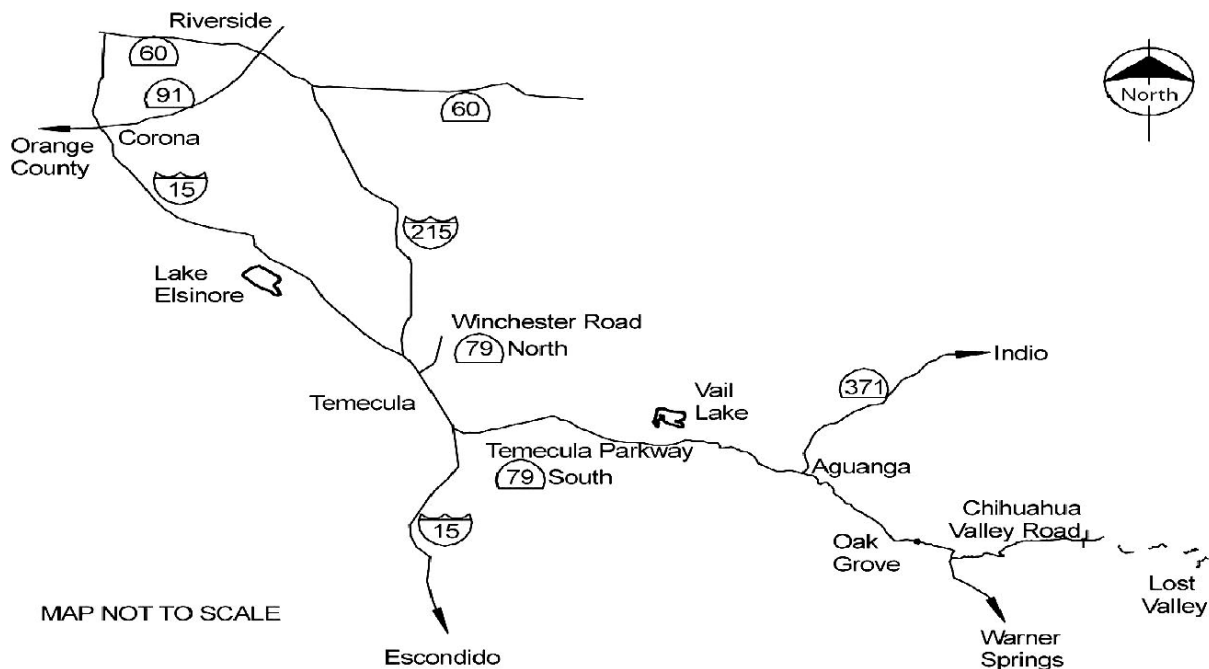 Riverside
60
91
60
North
Orange
County
Corona
15
215
Lake
Elsinore
Winchester Road
79 North
Indio
371
Temecula
Vail
Lake
Temecula Parkway
79 South
Aguanga
15
Chihuahua
Valley Road
Oak
Grove
Lost
Valley
MAP NOT TO SCALE
Warner
Springs
Escondido